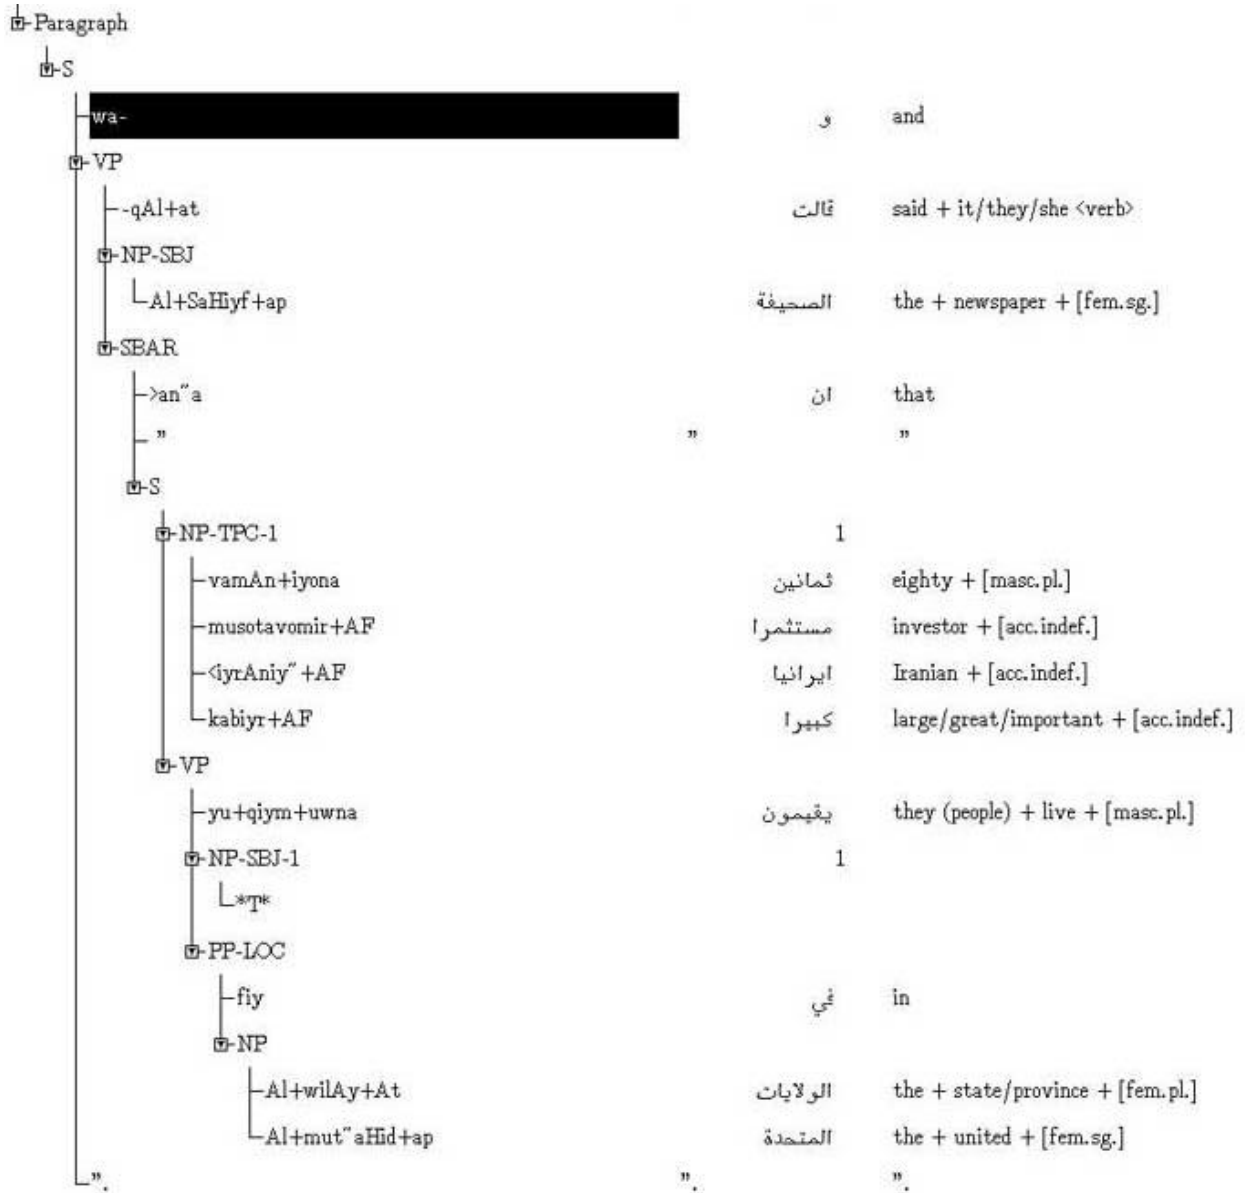 Paragraph
S
wa- و and
VP
-qAl+at قالت said + it/they/she <verb>
NP-SBJ
Al+SaHiyf+ap الصحيفة the + newspaper + [fem.sg.]
SBAR
>an~a ان that
" " "
S
NP-TPC-1 1
vamAn+iyona ثمانين eighty + [masc.pl.]
musotavomir+AF مستثمرا investor + [acc.indef.]
<iyrAniy~+AF ايرانيا Iranian + [acc.indef.]
kabiyr+AF كبيرا large/great/important + [acc.indef.]
VP
yu+qiym+uwna يقيمون they (people) + live + [masc.pl.]
NP-SBJ-1 1
*T*
PP-LOC
fiy في in
NP
Al+wilAy+At الولايات the + state/province + [fem.pl.]
Al+mut~aHid+ap المتحدة the + united + [fem.sg.]
". ". ".